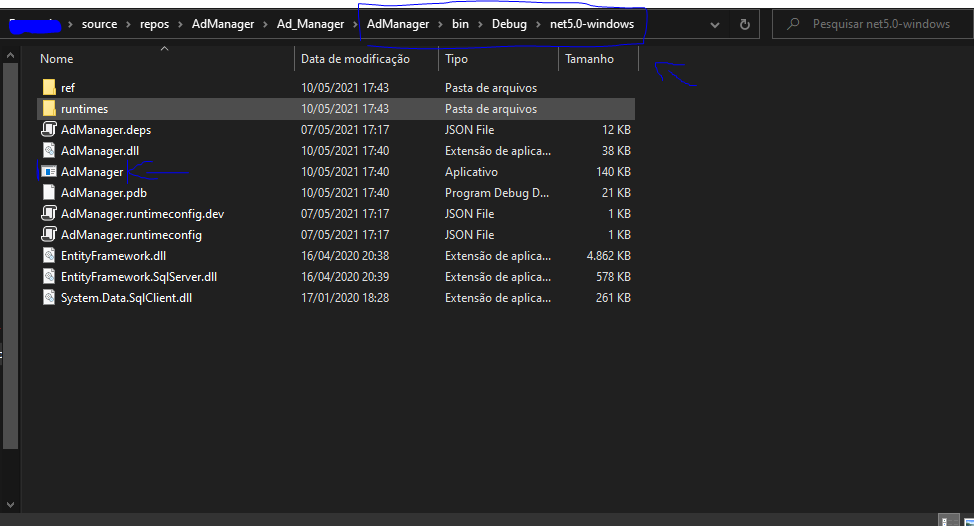 source › repos › AdManager › Ad_Manager › AdManager › bin › Debug › net5.0-windows
Pesquisar net5.0-windows
Nome Data de modificação Tipo Tamanho
ref 10/05/2021 17:43 Pasta de arquivos
runtimes 10/05/2021 17:43 Pasta de arquivos
AdManager.deps 07/05/2021 17:17 JSON File 12 KB
AdManager.dll 10/05/2021 17:40 Extensão de aplica... 38 KB
AdManager 10/05/2021 17:40 Aplicativo 140 KB
AdManager.pdb 10/05/2021 17:40 Program Debug D... 21 KB
AdManager.runtimeconfig.dev 07/05/2021 17:17 JSON File 1 KB
AdManager.runtimeconfig 07/05/2021 17:17 JSON File 1 KB
EntityFramework.dll 16/04/2020 20:38 Extensão de aplica... 4.862 KB
EntityFramework.SqlServer.dll 16/04/2020 20:39 Extensão de aplica... 578 KB
System.Data.SqlClient.dll 17/01/2020 18:28 Extensão de aplica... 261 KB